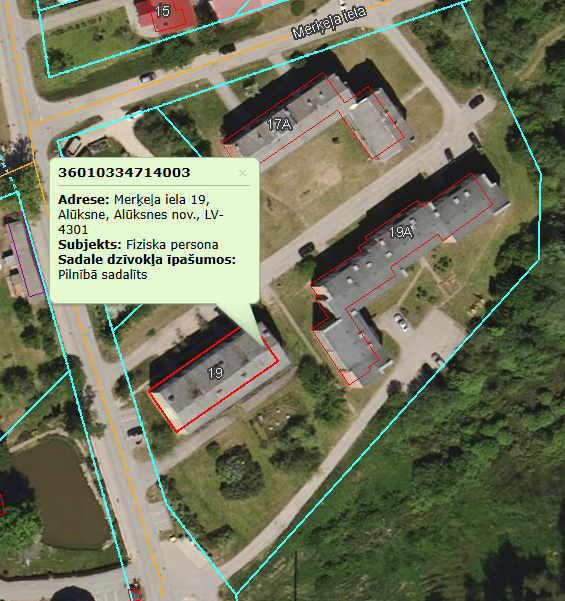 15
Merķeļa iela
17A
36010334714003
×
Adrese: Merķeļa iela 19,
Alūksne, Alūksnes nov., LV-
4301
Subjekts: Fiziska persona
Sadale dzīvokļa īpašumos:
Pilnībā sadalīts
19A
19